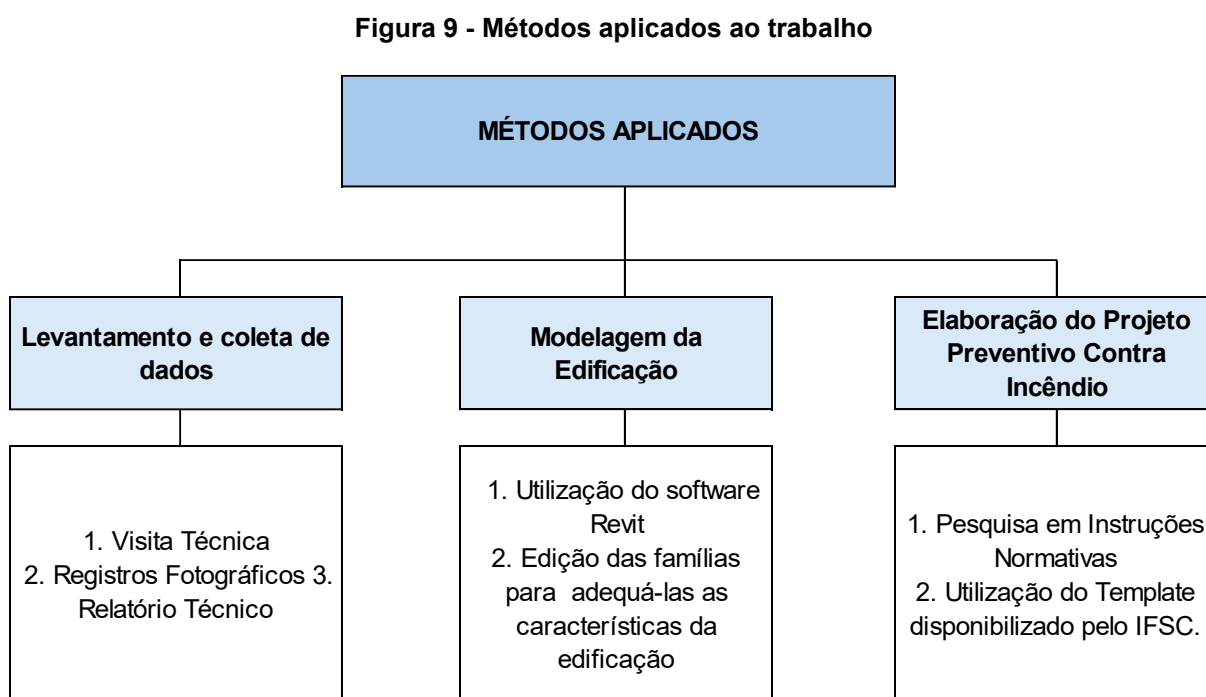 Figura 9 - Métodos aplicados ao trabalho
MÉTODOS APLICADOS
Levantamento e coleta de
dados
1. Visita Técnica
2. Registros Fotográficos 3.
Relatório Técnico
Modelagem da
Edificação
1. Utilização do software
Revit
2. Edição das famílias
para adequá-las as
características da
edificação
Elaboração do Projeto
Preventivo Contra
Incêndio
1. Pesquisa em Instruções
Normativas
2. Utilização do Template
disponibilizado pelo IFSC.